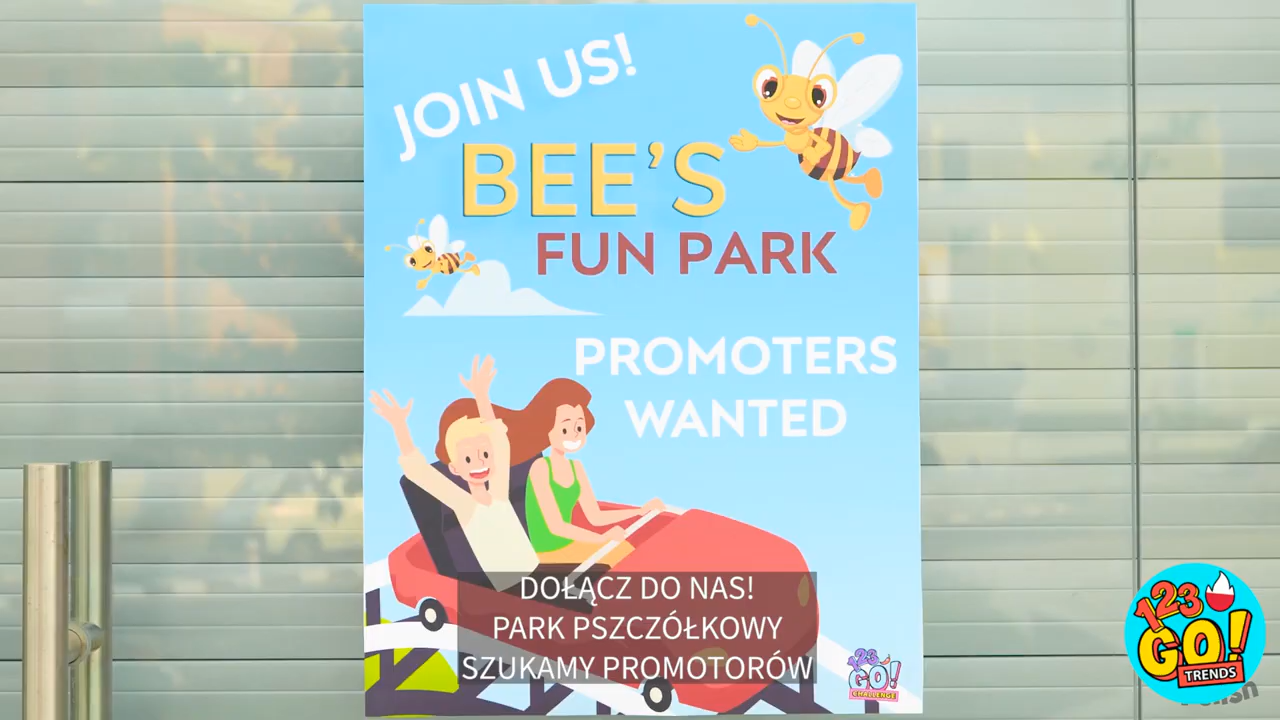 JOIN US!
BEE'S
FUN PARK
PROMOTERS
WANTED
DOŁĄCZ DO NAS!
PARK PSZCZÓŁKOWY
SZUKAMY PROMOTORÓW
123
GO!
CHALLENGE
123
GO!
TRENDS
Polish